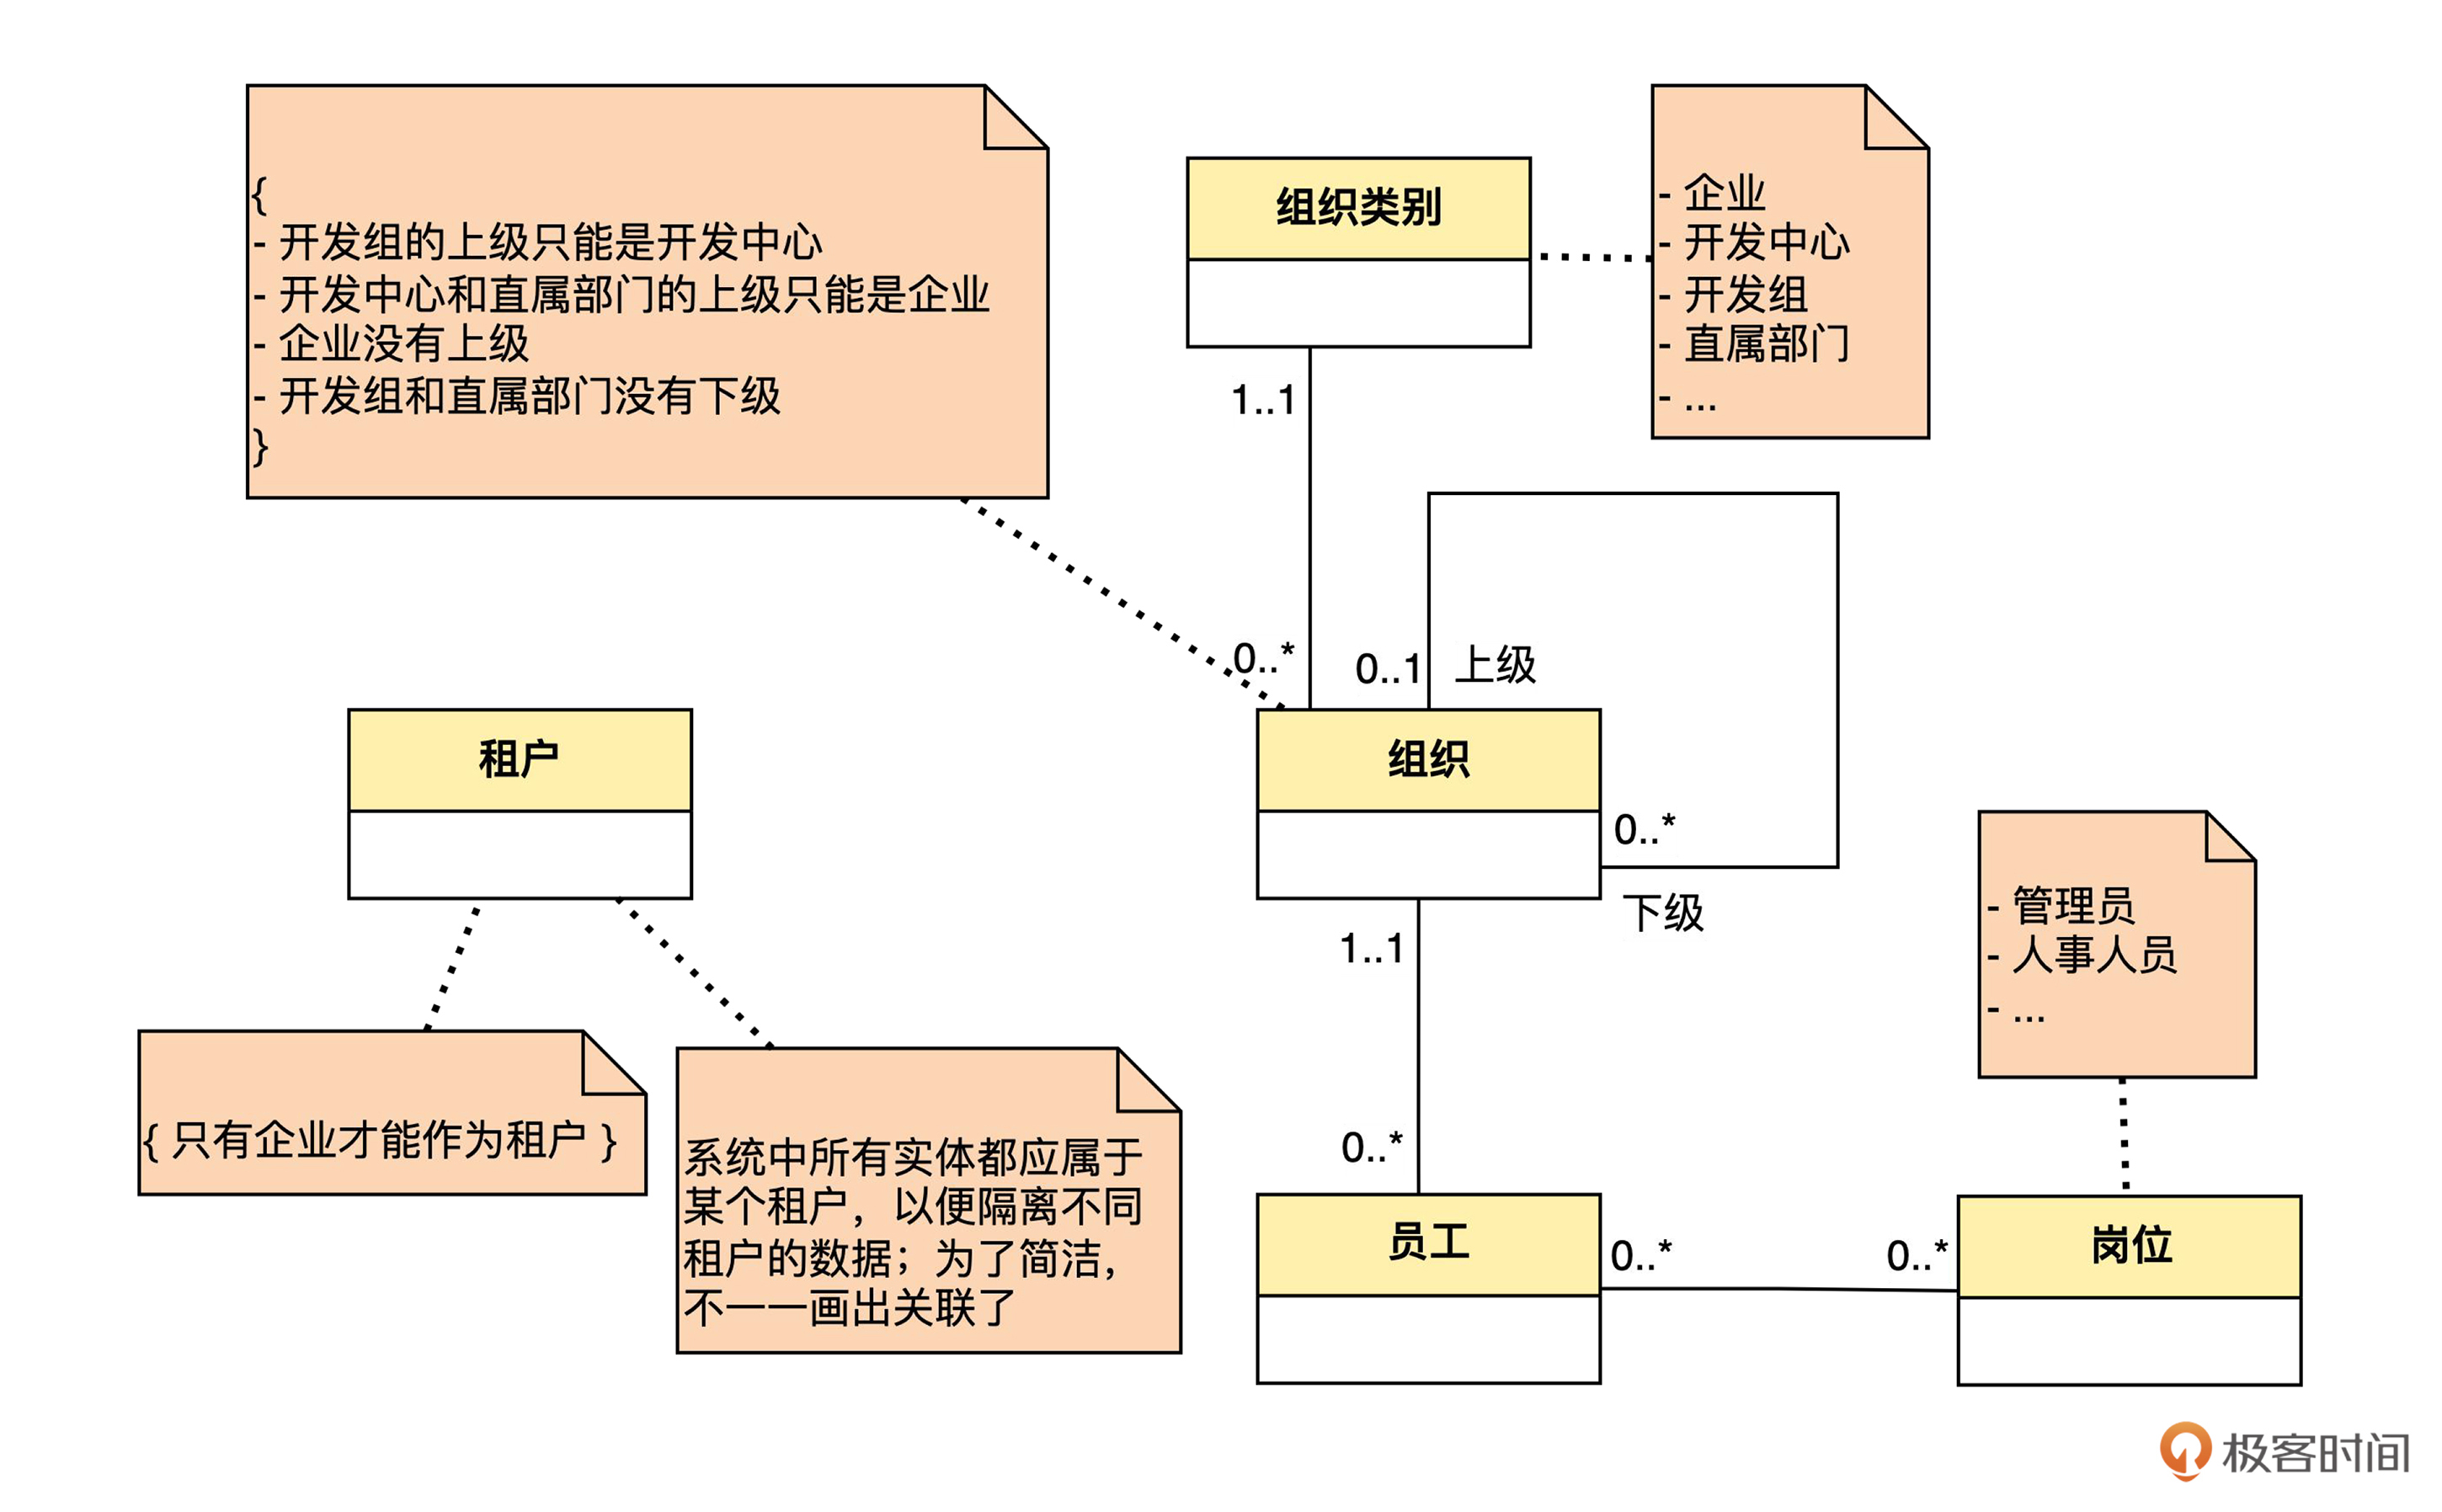 {
- 开发组的上级只能是开发中心
- 开发中心和直属部门的上级只能是企业
- 企业没有上级
- 开发组和直属部门没有下级
}
组织类别
- 企业
- 开发中心
- 开发组
- 直属部门
- ...
1..1
0..*
0..1
上级
租户
组织
0..*
下级
{ 只有企业才能作为租户 }
系统中所有实体都应属于
某个租户，以便隔离不同
租户的数据；为了简洁，
不一一画出关联了
1..1
0..*
- 管理员
- 人事人员
- ...
员工
0..*
0..*
岗位
极客时间